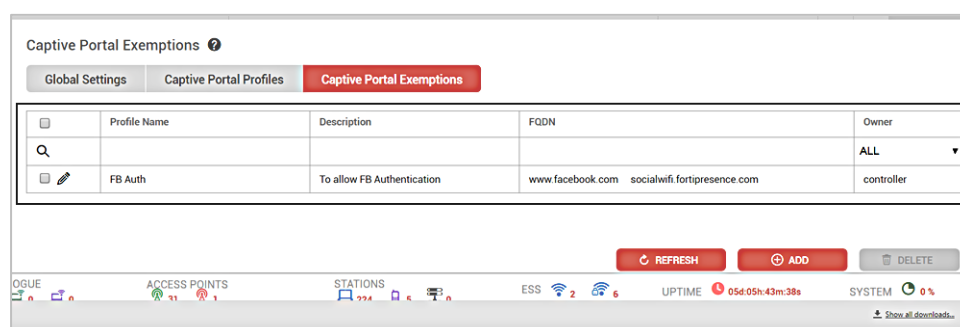 Captive Portal Exemptions ?
Global Settings Captive Portal Profiles Captive Portal Exemptions
Profile Name Description FQDN Owner
ALL
FB Auth To allow FB Authentication www.facebook.com socialwifi.fortipresence.com controller
REFRESH ADD DELETE
OGUE ACCESS POINTS STATIONS ESS 2 6 UPTIME 05d:05h:43m:38s SYSTEM 0 %
0 0 31 1 224 5 0
Show all downloads...